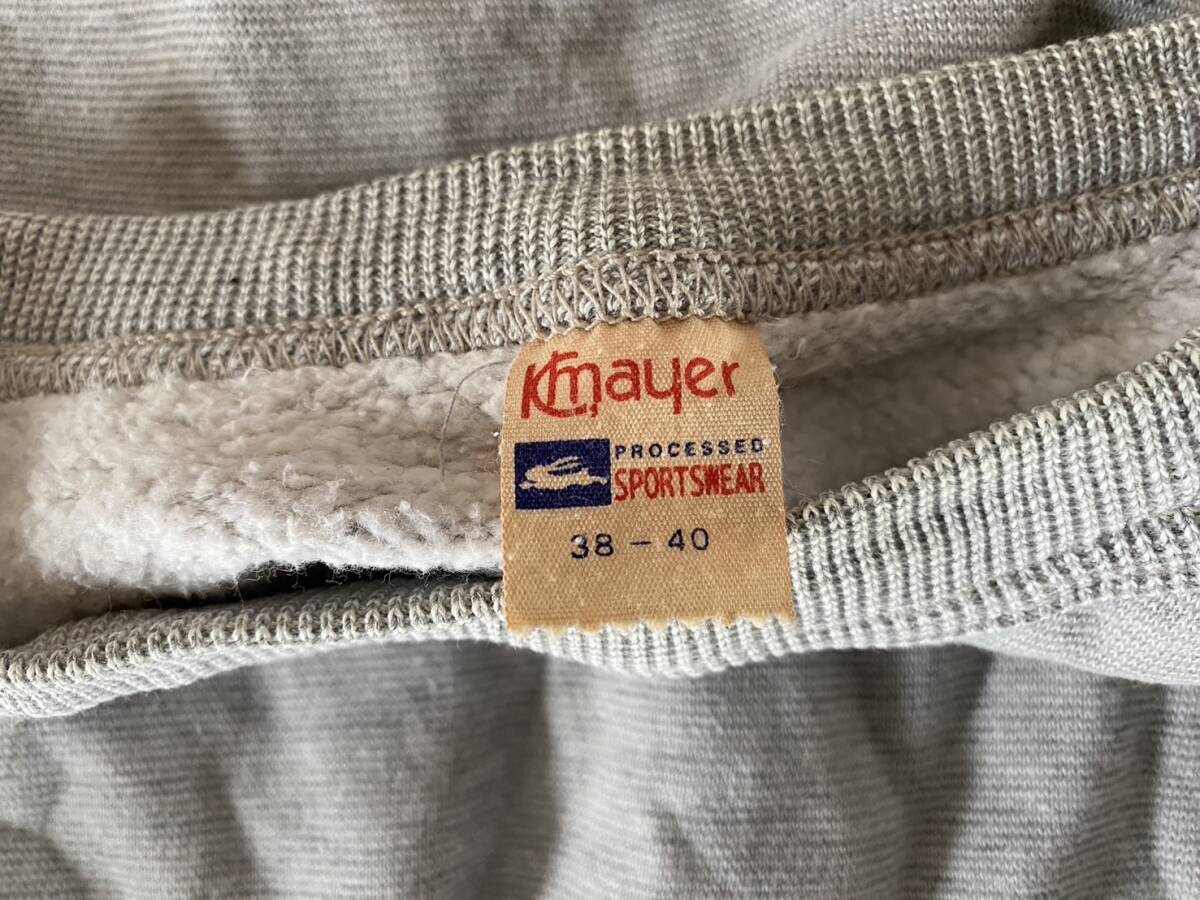 KCmayer
PROCESSED
SPORTSWEAR
38 - 40